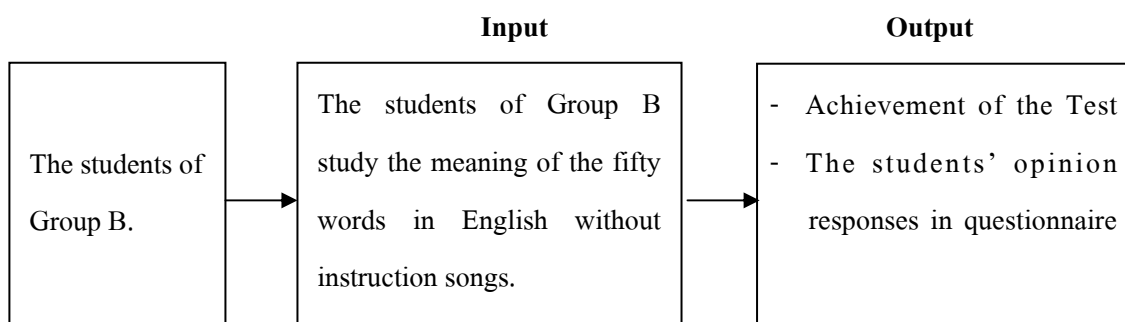 Input
Output
The students of
Group B.
The students of Group B
study the meaning of the fifty
words in English without
instruction songs.
- Achievement of the Test
- The students’ opinion
responses in questionnaire